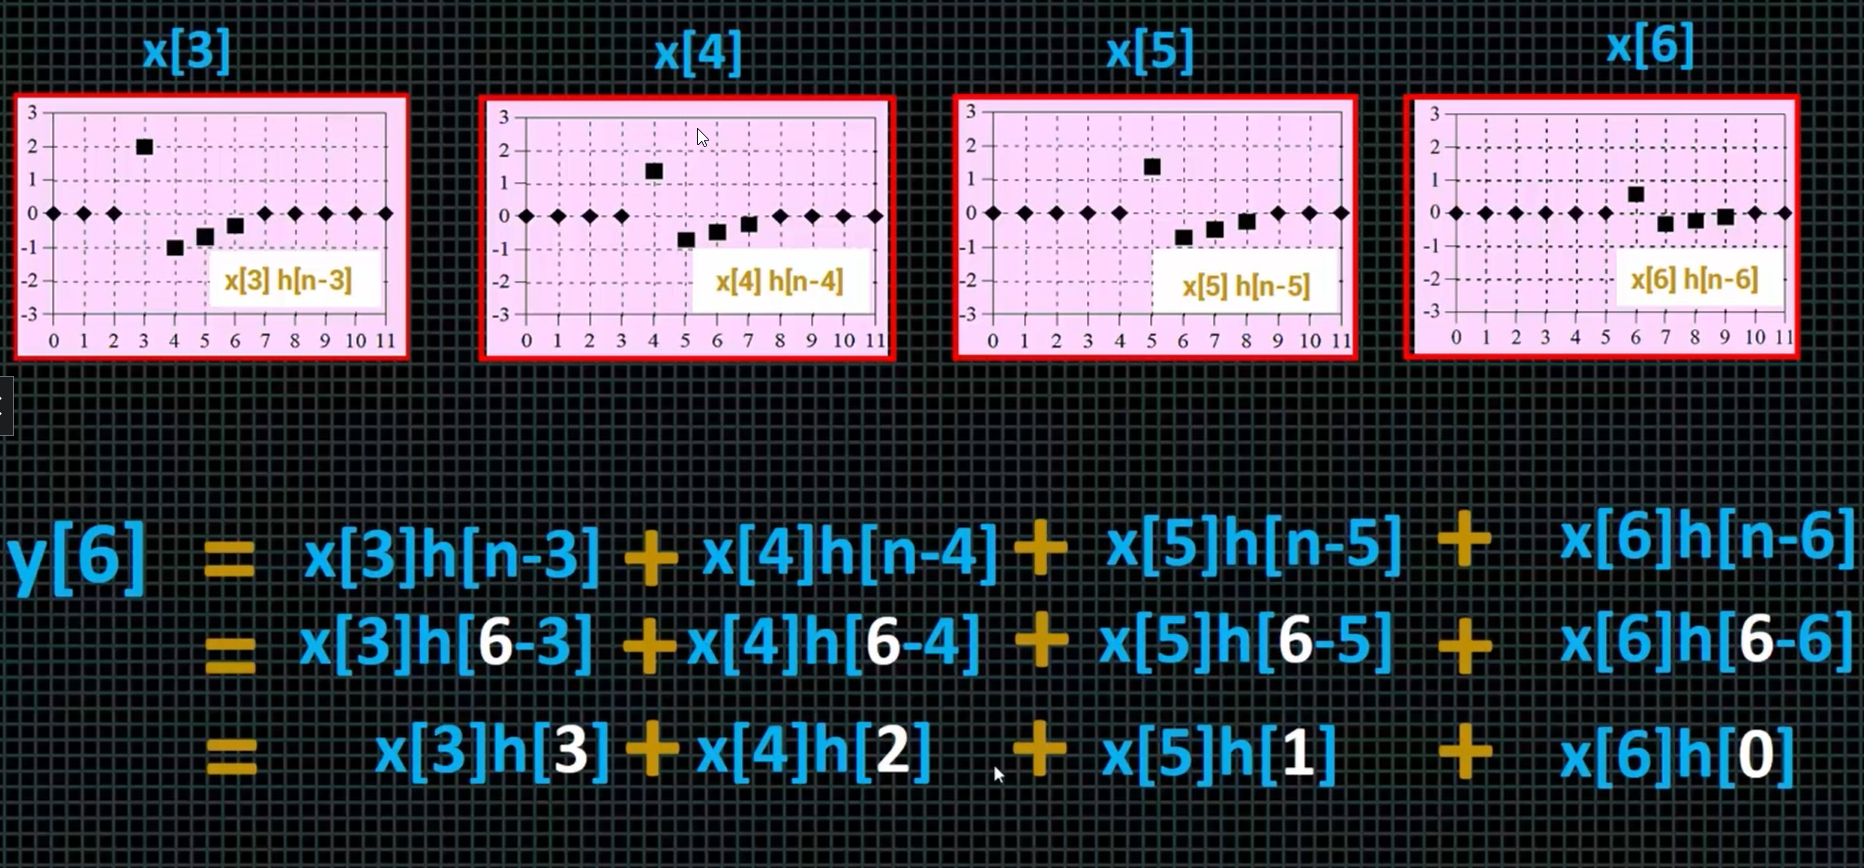 x[3] x[4] x[5] x[6]
3 3 3 3
2 2 2 2
1 1 1 1
0 0 0 0
-1 -1 -1 -1
-2 -2 -2 -2
-3 -3 -3 -3
x[3] h[n-3] x[4] h[n-4] x[5] h[n-5] x[6] h[n-6]
0 1 2 3 4 5 6 7 8 9 10 11 0 1 2 3 4 5 6 7 8 9 10 11 0 1 2 3 4 5 6 7 8 9 10 11 0 1 2 3 4 5 6 7 8 9 10 11
y[6] = x[3]h[n-3] + x[4]h[n-4] + x[5]h[n-5] + x[6]h[n-6]
= x[3]h[6-3] + x[4]h[6-4] + x[5]h[6-5] + x[6]h[6-6]
= x[3]h[3] + x[4]h[2] + x[5]h[1] + x[6]h[0]